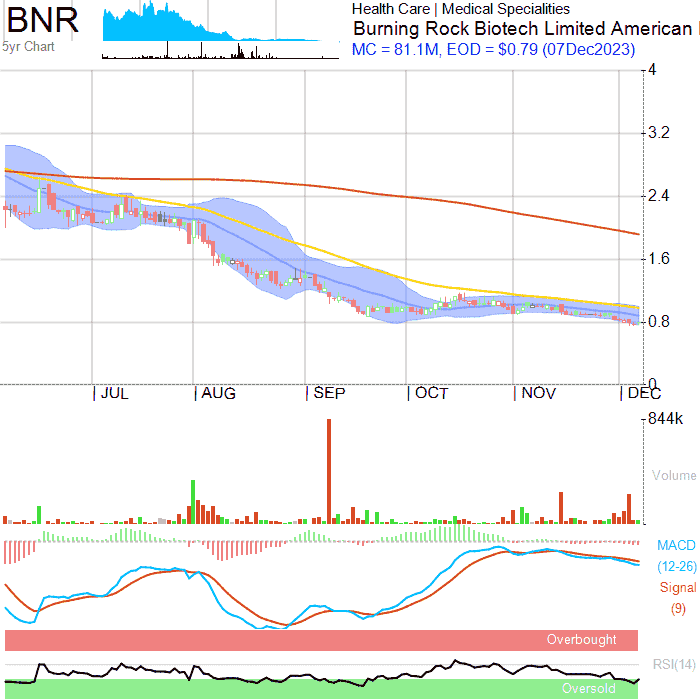 BNR
5yr Chart
Health Care | Medical Specialities
Burning Rock Biotech Limited American
MC = 81.1M, EOD = $0.79 (07Dec2023)
4
3.2
2.4
1.6
0.8
0
JUL AUG SEP OCT NOV DEC
844k
Volume
MACD
(12-26)
Signal
(9)
Overbought
RSI(14)
Oversold